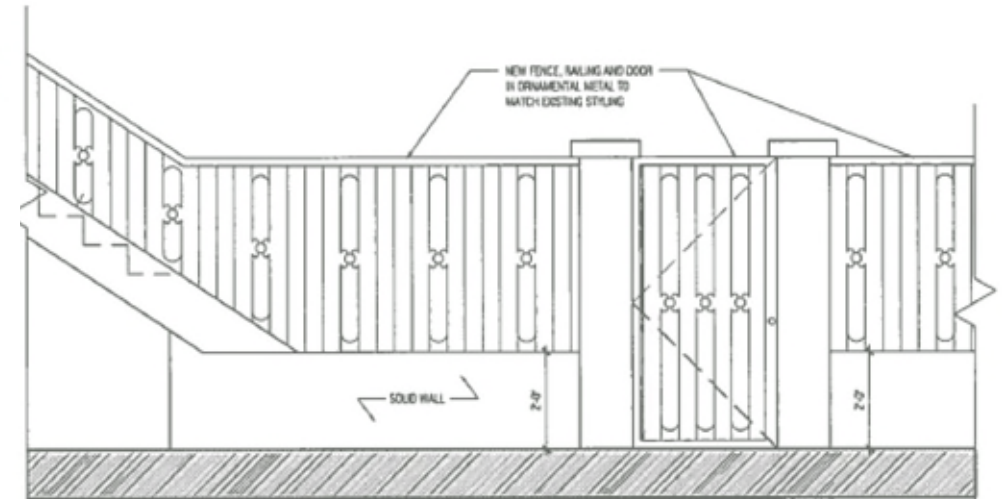 NEW FENCE, RAILING AND DOOR
IN ORNAMENTAL METAL TO
MATCH EXISTING STYLING
SOLID WALL
2'-0"
2'-0"